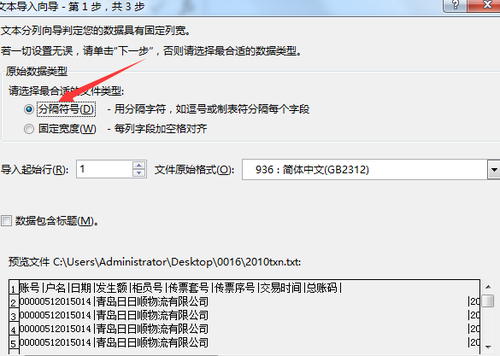 文本导入向导 - 第 1 步，共 3 步
文本分列向导判定您的数据具有固定列宽。
若一切设置无误，请单击"下一步"，否则请选择最合适的数据类型。
原始数据类型
请选择最合适的文件类型:
分隔符号(D) - 用分隔字符，如逗号或制表符分隔每个字段
固定宽度(W) - 每列字段加空格对齐
导入起始行(R): 1 文件原始格式(O): 936 : 简体中文(GB2312)
数据包含标题(M)。
预览文件 C:\Users\Administrator\Desktop\0016\2010txn.txt:
1 账号|户名|日期|发生额|柜员号|传票套号|传票序号|交易时间|总账码|
2 00000512015014|青岛日日顺物流有限公司 |20
3 00000512015014|青岛日日顺物流有限公司 |20
4 00000512015014|青岛日日顺物流有限公司 |20
5 00000512015014|青岛日日顺物流有限公司 |20